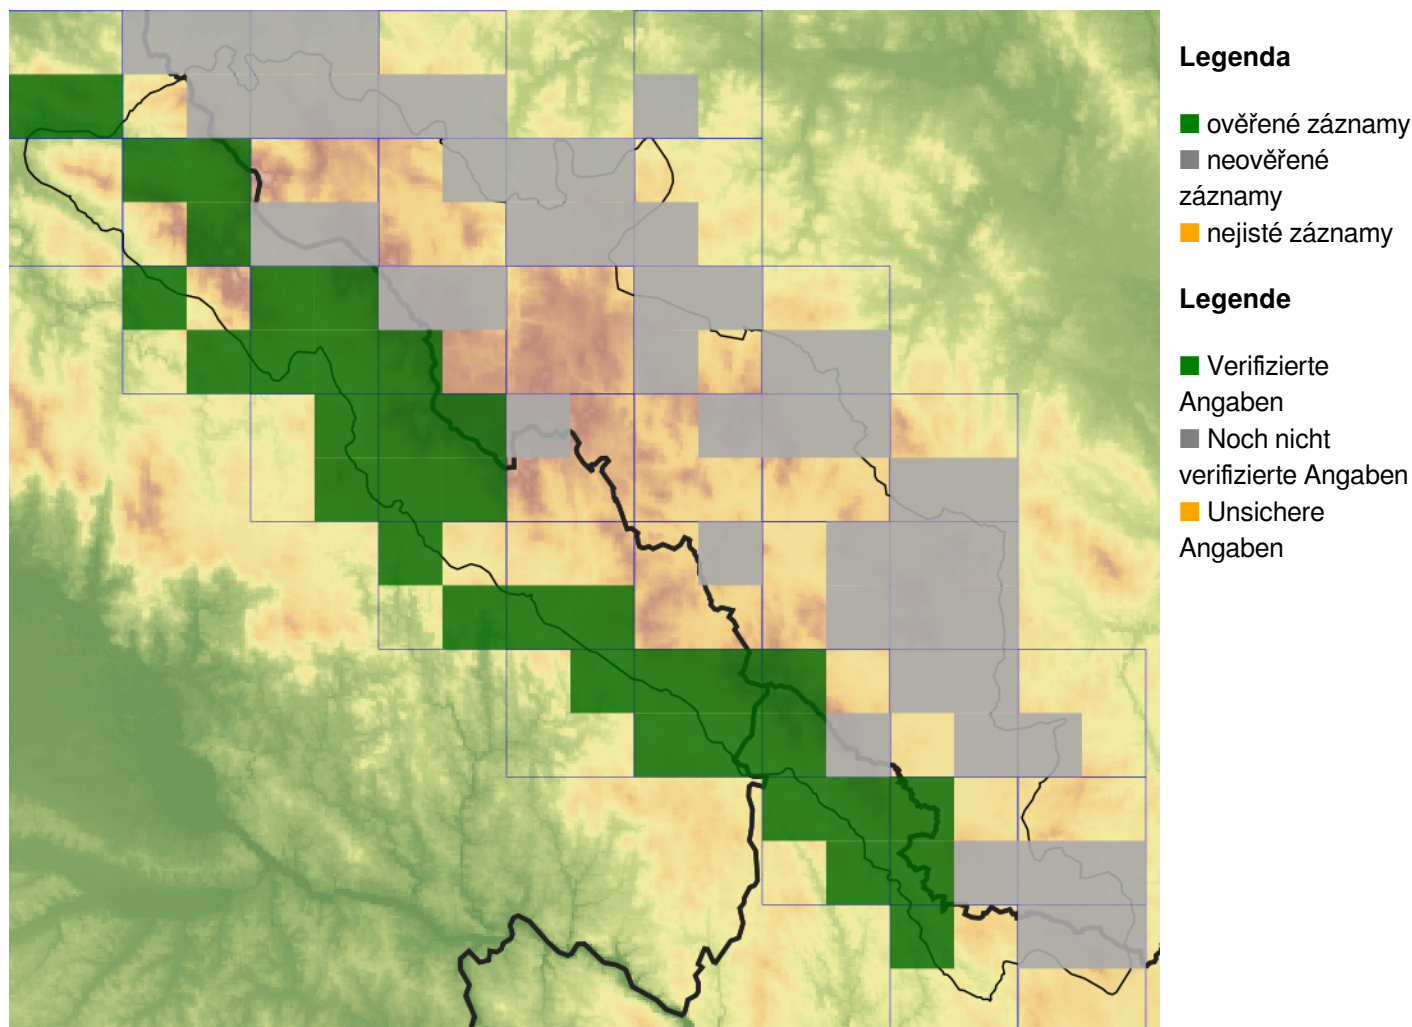 Legenda
ověřené záznamy
neověřené
záznamy
nejisté záznamy
Legende
Verifizierte
Angaben
Noch nicht
verifizierte Angaben
Unsichere
Angaben